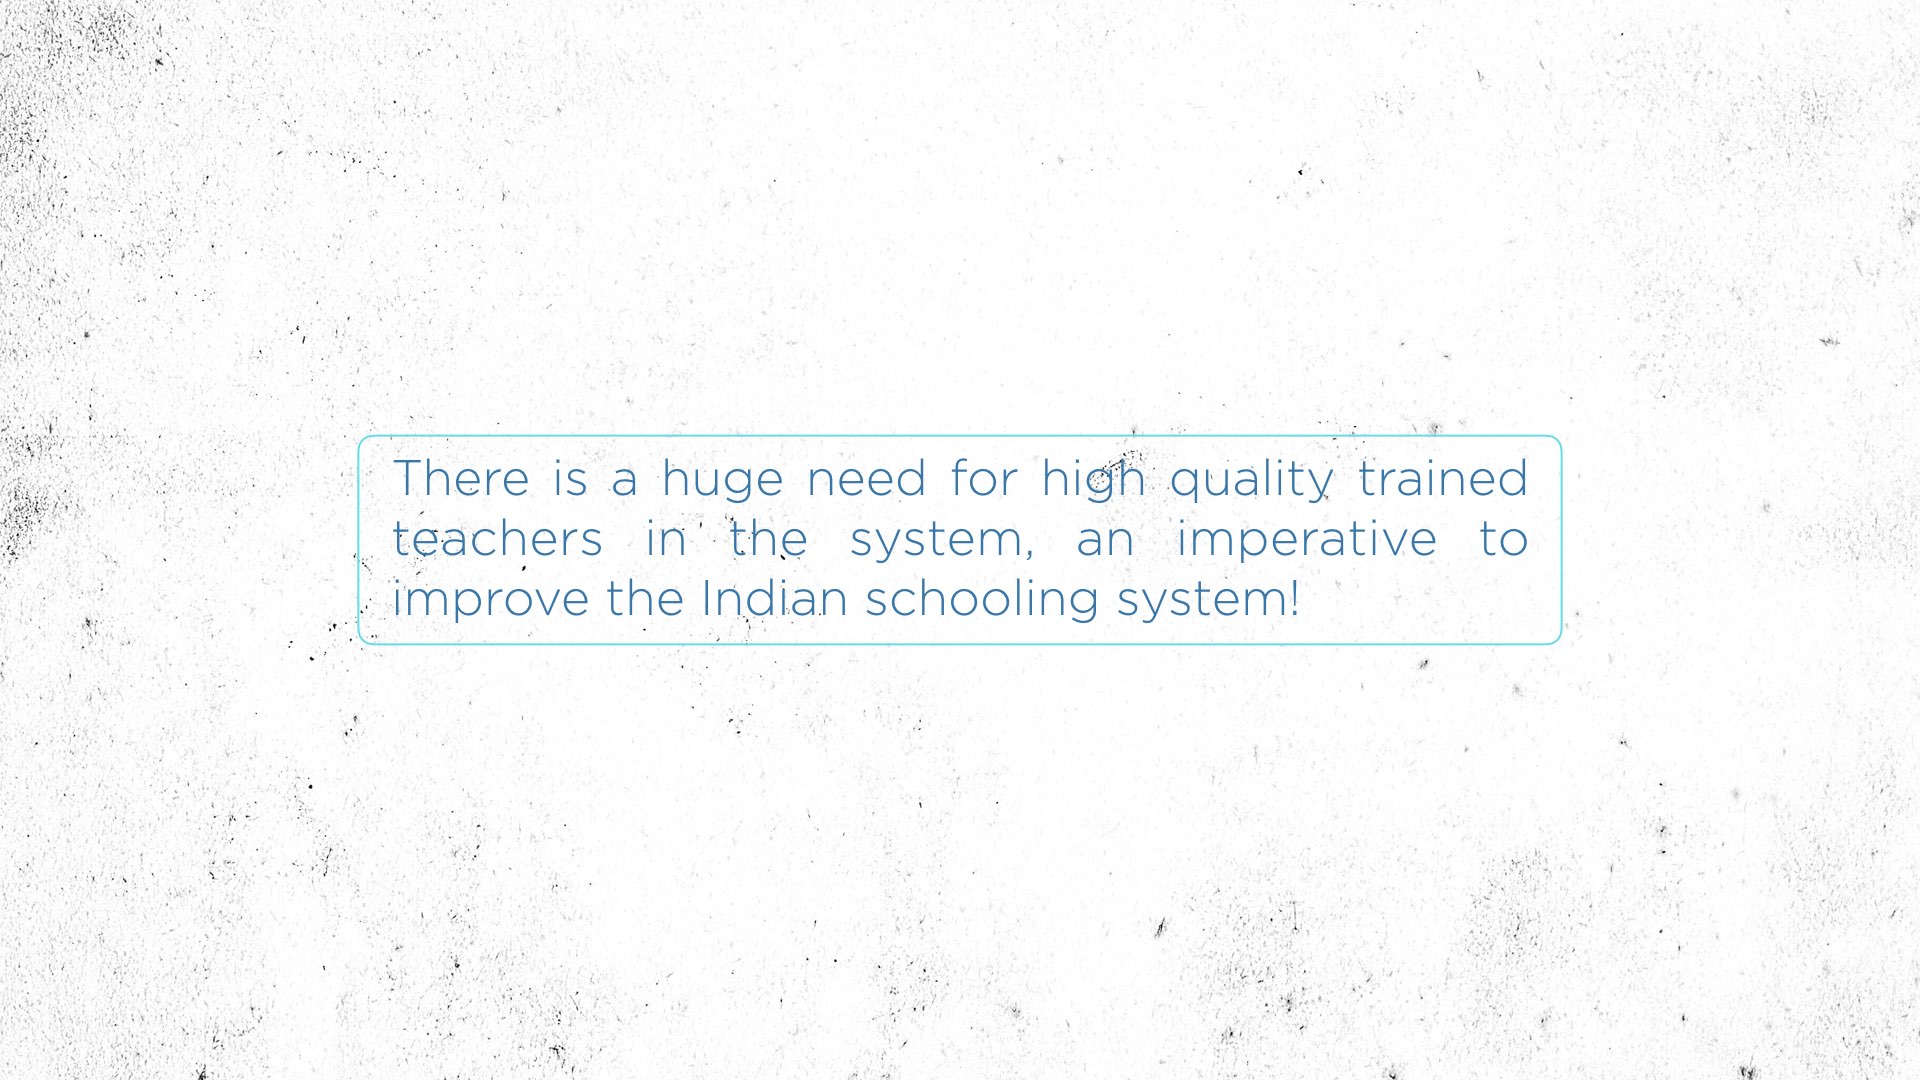 There is a huge need for high quality trained
teachers in the system, an imperative to
improve the Indian schooling system!